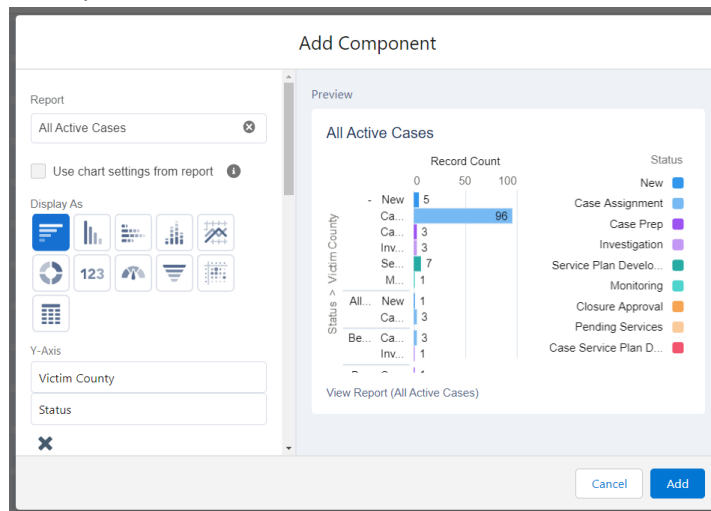 Add Component
Report
All Active Cases
Use chart settings from report
Display As
123
Y-Axis
Victim County
Status
Preview
All Active Cases
Record Count
0 50 100
Status > Victim County
- New 5
Ca... 96
Ca... 3
Inv... 3
Se... 7
M... 1
All... New 1
Ca... 3
Be... Ca... 3
Inv... 1
Status
New
Case Assignment
Case Prep
Investigation
Service Plan Develo...
Monitoring
Closure Approval
Pending Services
Case Service Plan D...
View Report (All Active Cases)
Cancel
Add